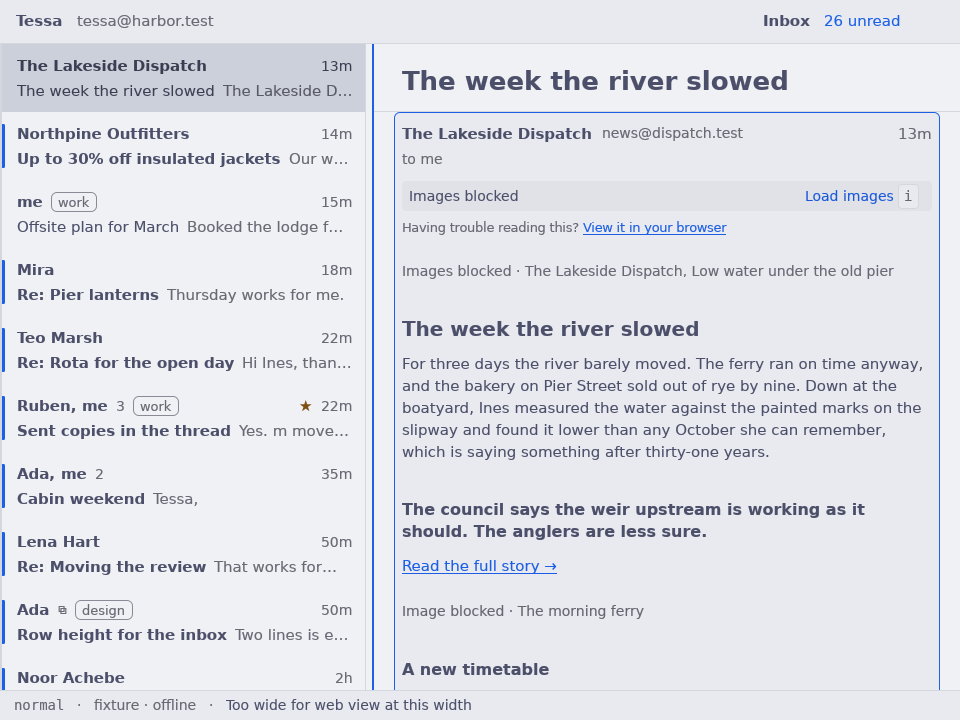 Tessa tessa@harbor.test Inbox 26 unread
The Lakeside Dispatch 13m
The week the river slowed The Lakeside D…
Northpine Outfitters 14m
Up to 30% off insulated jackets Our w…
me work 15m
Offsite plan for March Booked the lodge f…
Mira 18m
Re: Pier lanterns Thursday works for me.
Teo Marsh 22m
Re: Rota for the open day Hi Ines, than…
Ruben, me 3 work ★ 22m
Sent copies in the thread Yes. m move…
Ada, me 2 35m
Cabin weekend Tessa,
Lena Hart 50m
Re: Moving the review That works for…
Ada ⧉ design 50m
Row height for the inbox Two lines is e…
Noor Achebe 2h
The week the river slowed
The Lakeside Dispatch news@dispatch.test 13m
to me
Images blocked Load images i
Having trouble reading this? View it in your browser
Images blocked · The Lakeside Dispatch, Low water under the old pier
The week the river slowed
For three days the river barely moved. The ferry ran on time anyway,
and the bakery on Pier Street sold out of rye by nine. Down at the
boatyard, Ines measured the water against the painted marks on the
slipway and found it lower than any October she can remember,
which is saying something after thirty-one years.
The council says the weir upstream is working as it
should. The anglers are less sure.
Read the full story →
Image blocked · The morning ferry
A new timetable
normal · fixture · offline · Too wide for web view at this width